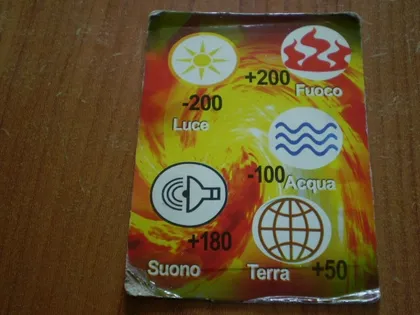 +200
Fuoco
-200
Luce
-100
Acqua
+180
Suono
Terra +50